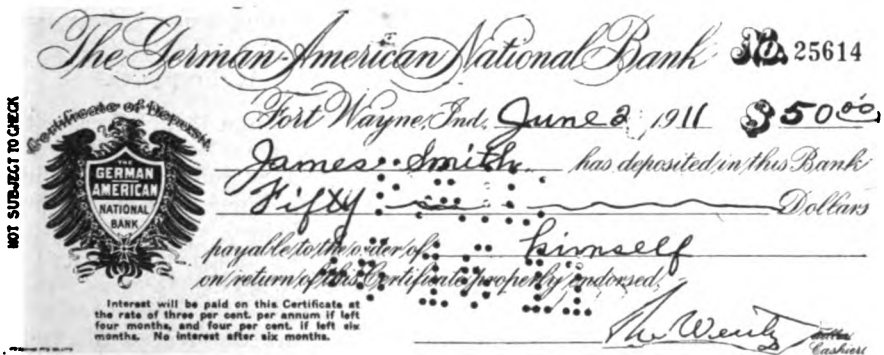 The German-American National Bank No. 25614
NOT SUBJECT TO CHECK
Certificate of Deposit
Fort Wayne, Ind. June 2 1911 $50.00
James Smith has deposited in this Bank
THE
GERMAN
AMERICAN
NATIONAL
BANK
Fifty Dollars
payable to the order of himself
on return of this Certificate properly endorsed.
Interest will be paid on this Certificate at
the rate of three per cent. per annum if left
four months, and four per cent. if left six
months. No interest after six months.
Cashier